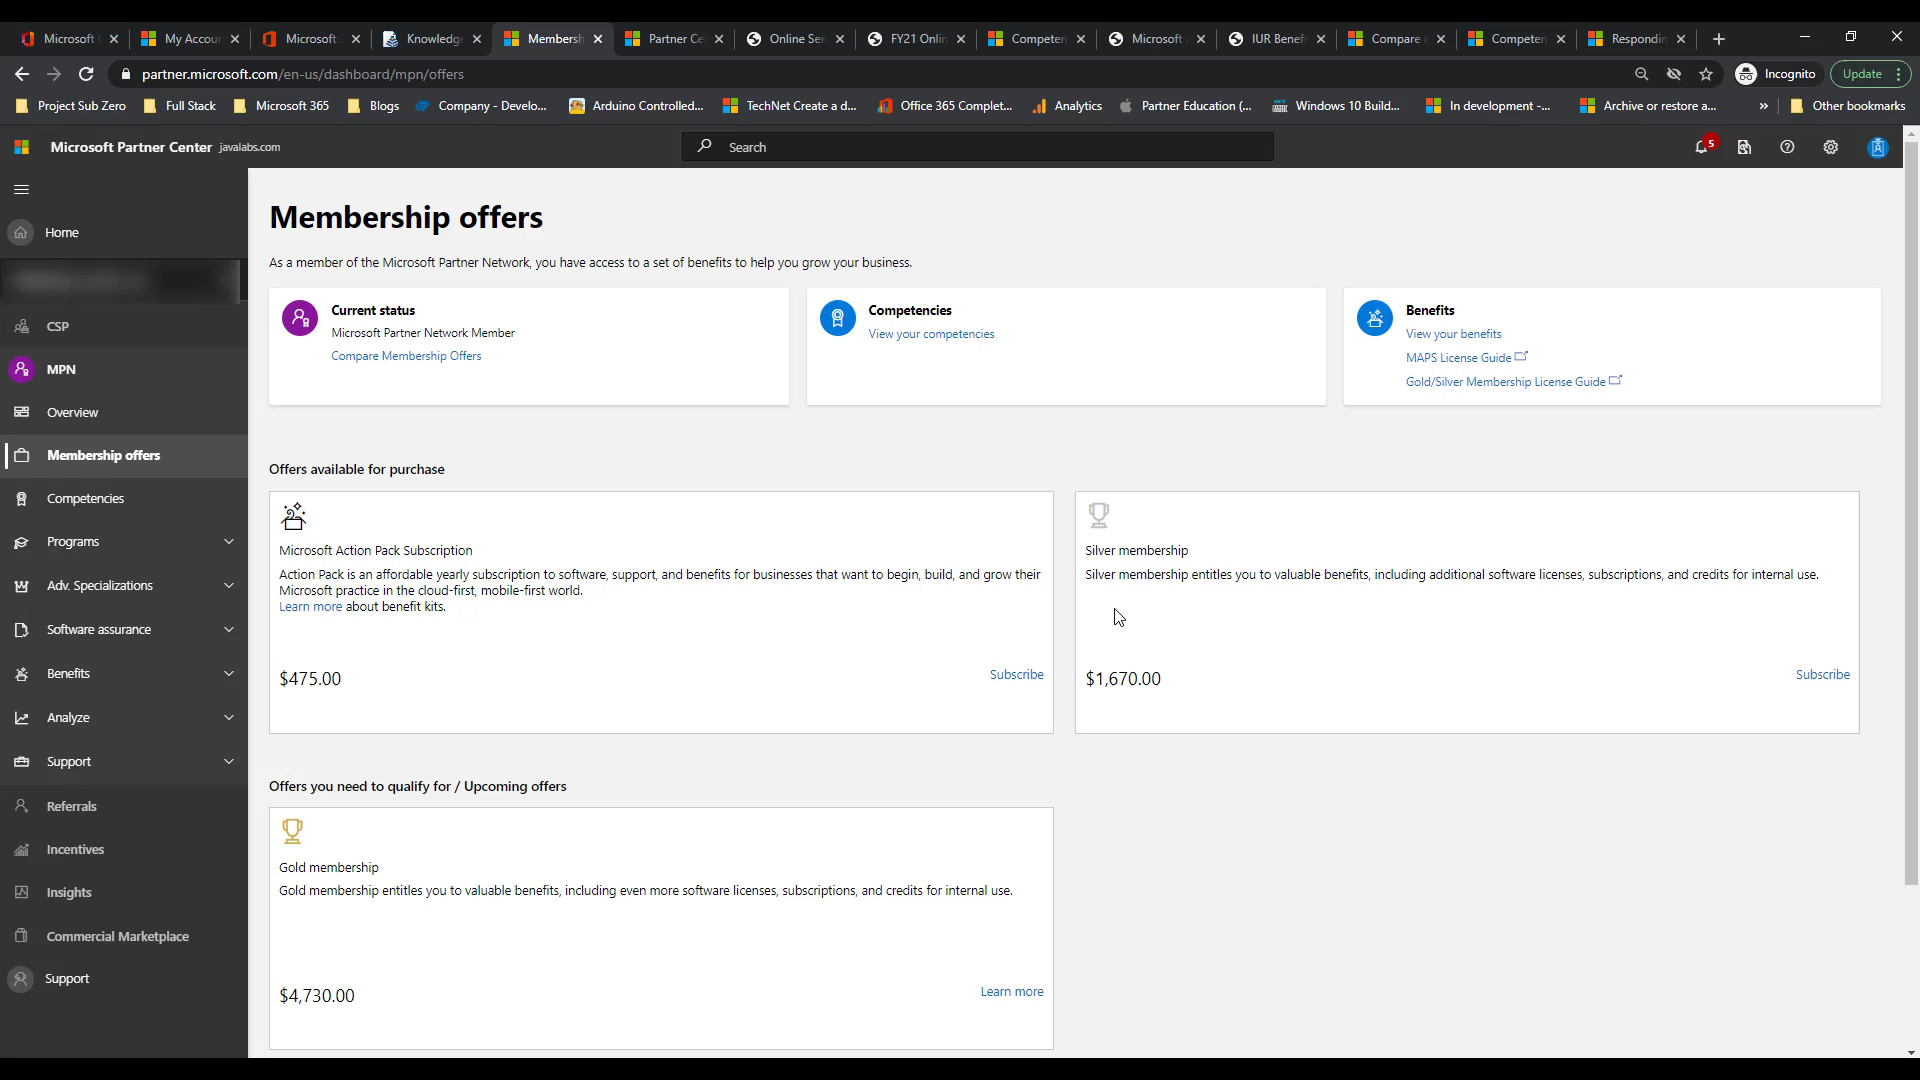 Microsoft
My Accou
Microsoft
Knowledg
Membersh
Partner Ce
Online Ser
FY21 Onlin
Competen
Microsoft
IUR Benefi
Compare
Competen
Respondin
partner.microsoft.com/en-us/dashboard/mpn/offers
Incognito
Update
Project Sub Zero
Full Stack
Microsoft 365
Blogs
Company - Develo...
Arduino Controlled...
TechNet Create a d...
Office 365 Complet...
Analytics
Partner Education (...
Windows 10 Build...
In development -...
Archive or restore a...
»
Other bookmarks
Microsoft Partner Center javalabs.com
Search
5
Home
CSP
MPN
Overview
Membership offers
Competencies
Programs
Adv. Specializations
Software assurance
Benefits
Analyze
Support
Referrals
Incentives
Insights
Commercial Marketplace
Support
Membership offers
As a member of the Microsoft Partner Network, you have access to a set of benefits to help you grow your business.
Current status
Microsoft Partner Network Member
Compare Membership Offers
Competencies
View your competencies
Benefits
View your benefits
MAPS License Guide
Gold/Silver Membership License Guide
Offers available for purchase
Microsoft Action Pack Subscription
Action Pack is an affordable yearly subscription to software, support, and benefits for businesses that want to begin, build, and grow their
Microsoft practice in the cloud-first, mobile-first world.
Learn more about benefit kits.
$475.00
Subscribe
Silver membership
Silver membership entitles you to valuable benefits, including additional software licenses, subscriptions, and credits for internal use.
$1,670.00
Subscribe
Offers you need to qualify for / Upcoming offers
Gold membership
Gold membership entitles you to valuable benefits, including even more software licenses, subscriptions, and credits for internal use.
$4,730.00
Learn more